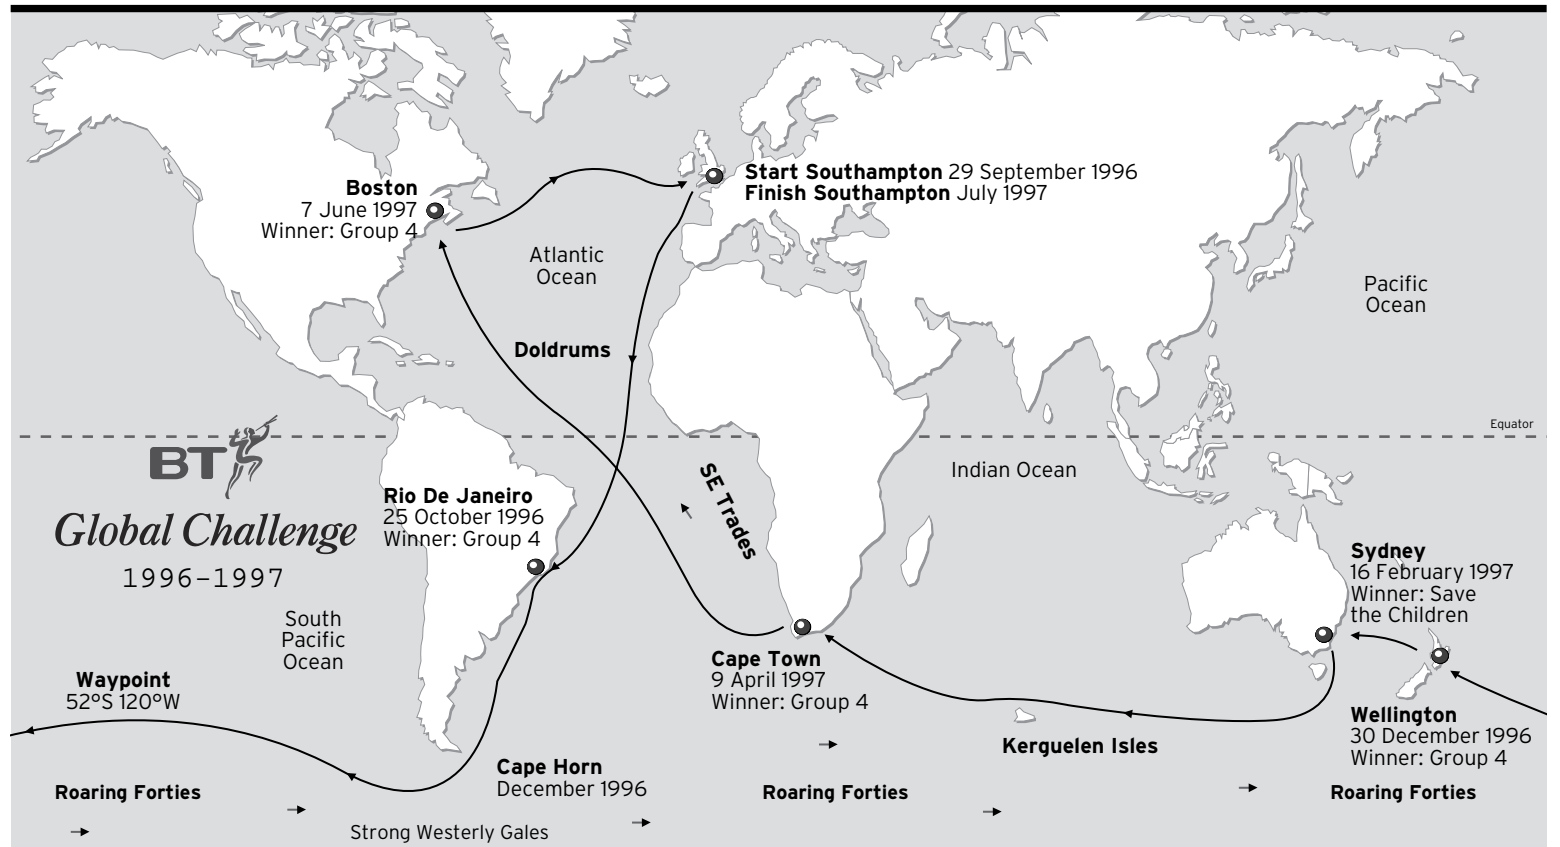 Start Southampton 29 September 1996
Finish Southampton July 1997
Boston
7 June 1997
Winner: Group 4
Atlantic
Ocean
Pacific
Ocean
Doldrums
Equator
BT
Global Challenge
1996–1997
Rio De Janeiro
25 October 1996
Winner: Group 4
SE Trades
Indian Ocean
Sydney
16 February 1997
Winner: Save
the Children
South
Pacific
Ocean
Waypoint
52°S 120°W
Cape Town
9 April 1997
Winner: Group 4
Kerguelen Isles
Wellington
30 December 1996
Winner: Group 4
Cape Horn
December 1996
Roaring Forties
Roaring Forties
Roaring Forties
Strong Westerly Gales